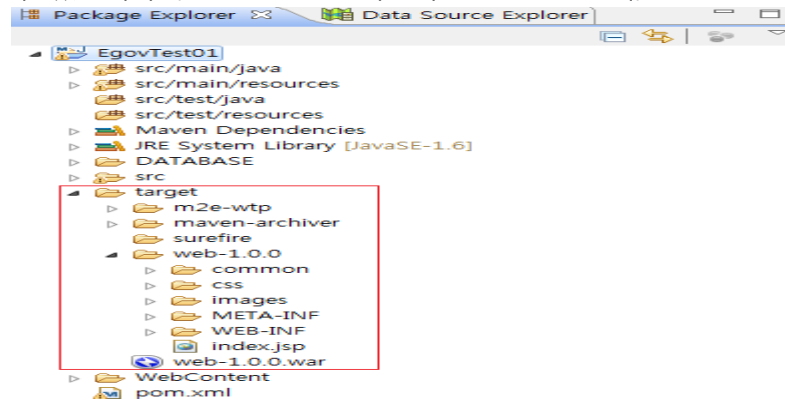 Package Explorer Data Source Explorer
EgovTest01
src/main/java
src/main/resources
src/test/java
src/test/resources
Maven Dependencies
JRE System Library [JavaSE-1.6]
DATABASE
src
target
m2e-wtp
maven-archiver
surefire
web-1.0.0
common
css
images
META-INF
WEB-INF
index.jsp
web-1.0.0.war
WebContent
pom.xml